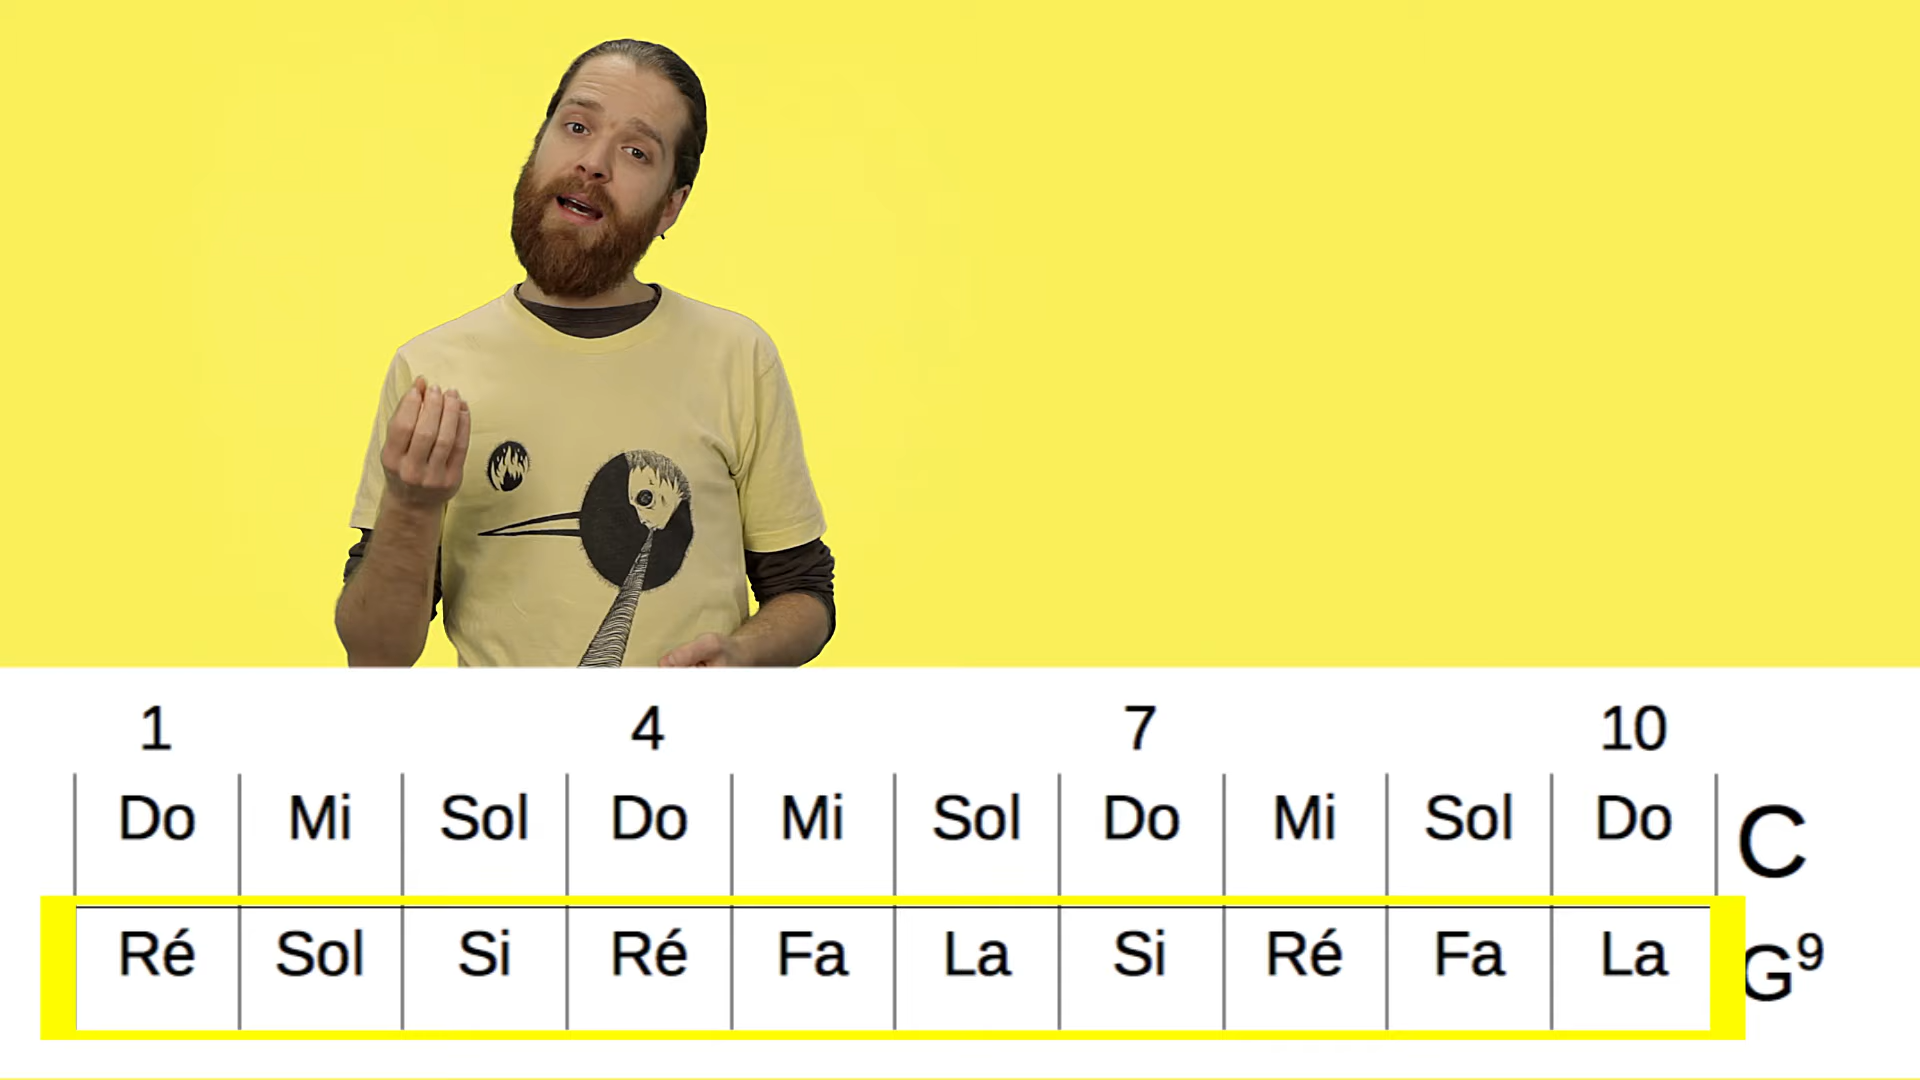 1 4 7 10
Do Mi Sol Do Mi Sol Do Mi Sol Do C
Ré Sol Si Ré Fa La Si Ré Fa La G⁹